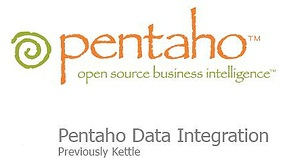 pentaho™
open source business intelligence™
Pentaho Data Integration
Previously Kettle